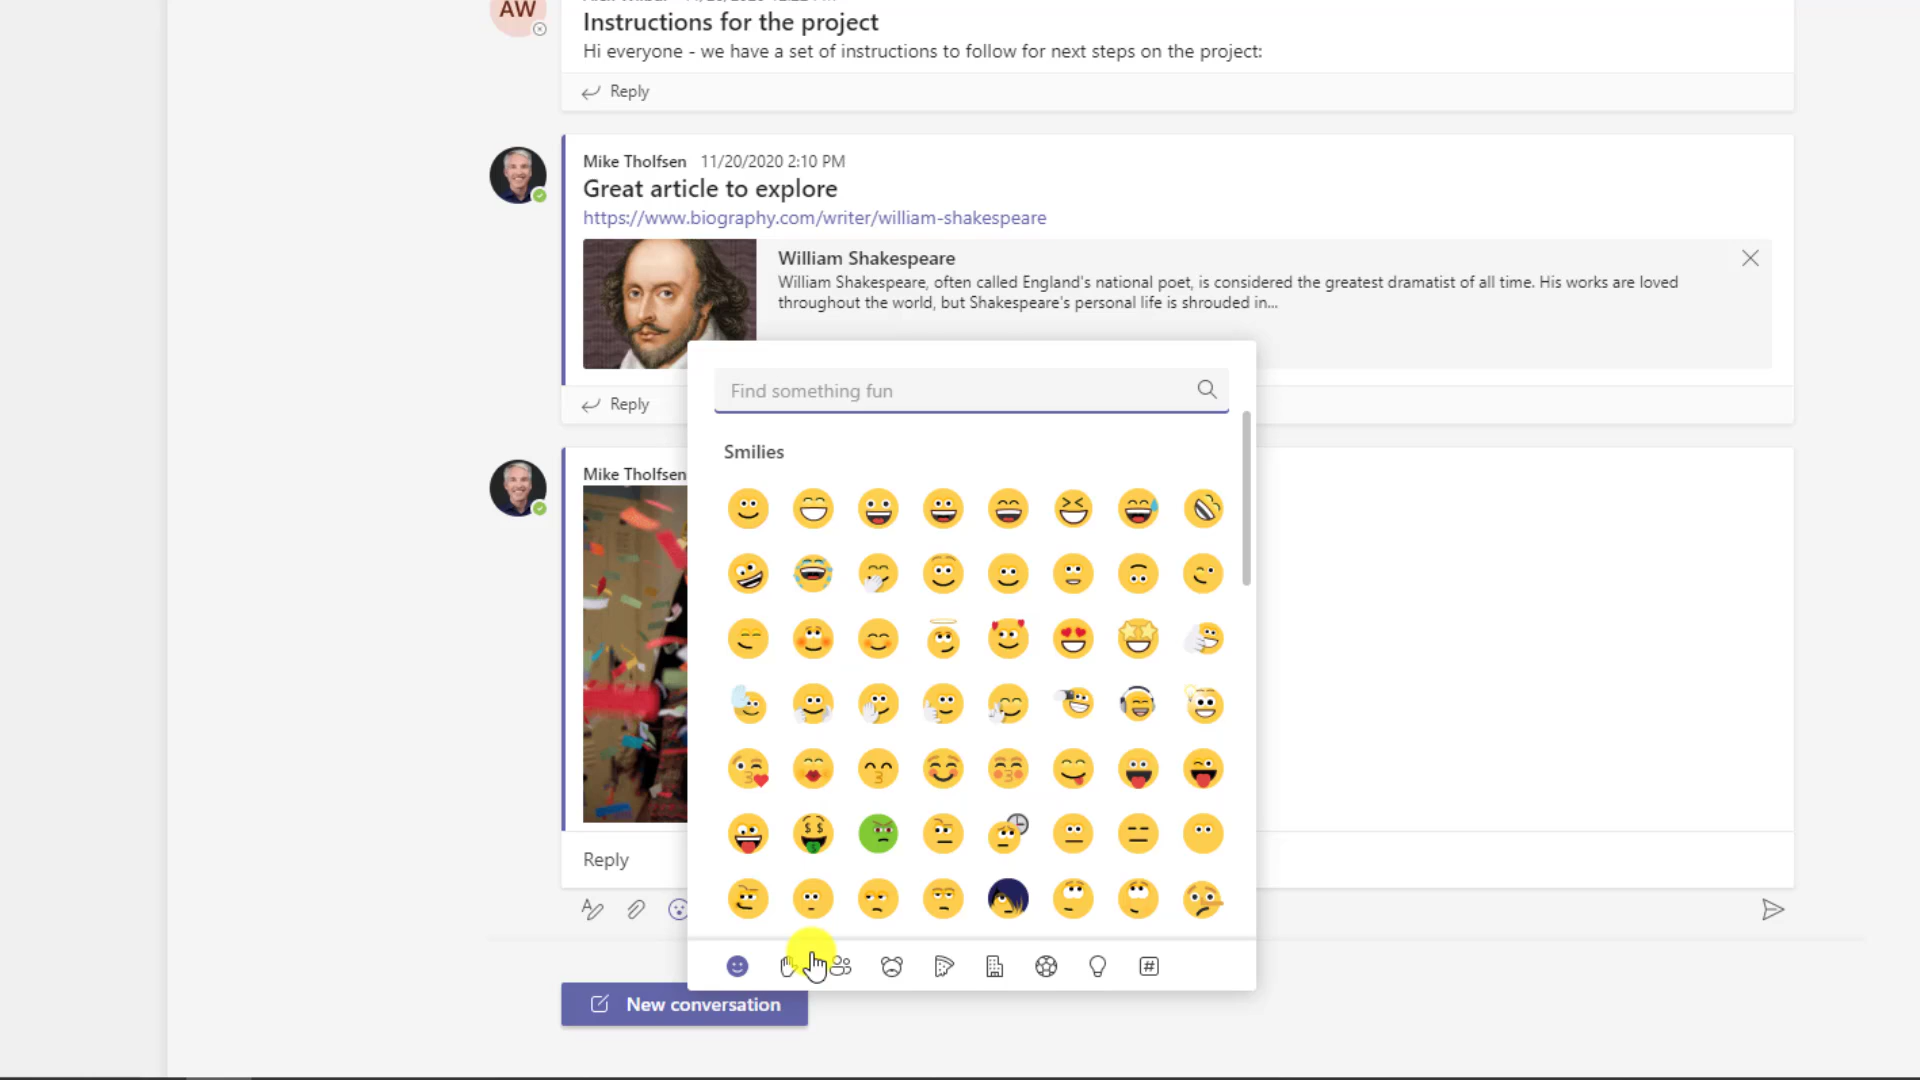 AW
Instructions for the project
Hi everyone - we have a set of instructions to follow for next steps on the project:
Reply
Mike Tholfsen 11/20/2020 2:10 PM
Great article to explore
https://www.biography.com/writer/william-shakespeare
William Shakespeare
William Shakespeare, often called England's national poet, is considered the greatest dramatist of all time. His works are loved
throughout the world, but Shakespeare's personal life is shrouded in...
Reply
Find something fun
Smilies
Mike Tholfsen
Reply
New conversation